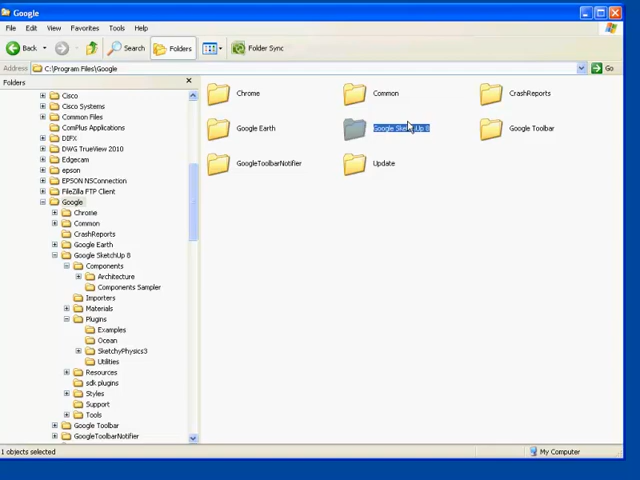 Google
File Edit View Favorites Tools Help
Back Search Folders Folder Sync
Address C:\Program Files\Google Go
Folders
Cisco
Cisco Systems
Common Files
ComPlus Applications
DIFX
DWG TrueView 2010
Edgecam
epson
EPSON NSConnection
FileZilla FTP Client
Google
Chrome
Common
CrashReports
Google Earth
Google SketchUp 8
Components
Architecture
Components Sampler
Importers
Materials
Plugins
Examples
Ocean
SketchyPhysics3
Utilities
Resources
sdk plugins
Styles
Support
Tools
Google Toolbar
GoogleToolbarNotifier
Chrome Common CrashReports
Google Earth Google SketchUp 8 Google Toolbar
GoogleToolbarNotifier Update
1 objects selected My Computer